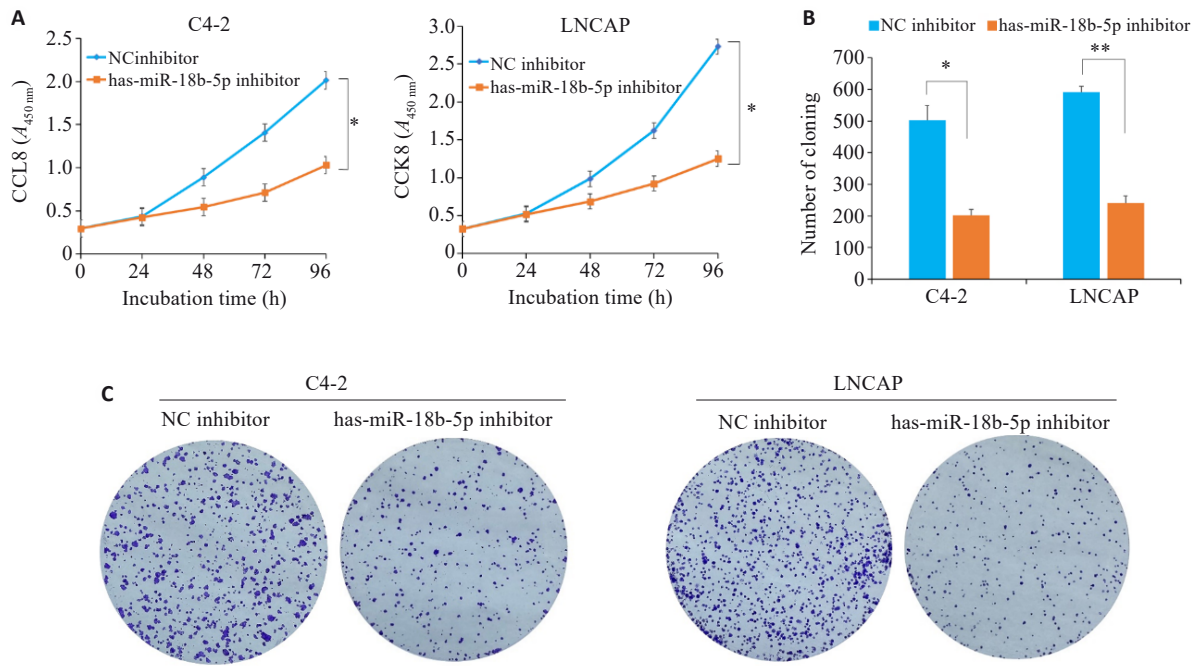 A
C4-2
CCL8 (A450 nm)
2.5
2.0
1.5
1.0
0.5
0
NCinhibitor
has-miR-18b-5p inhibitor
*
0 24 48 72 96
Incubation time (h)
LNCAP
CCK8 (A450 nm)
3.0
2.5
2.0
1.5
1.0
0.5
0
NC inhibitor
has-miR-18b-5p inhibitor
*
0 24 48 72 96
Incubation time (h)
B
NC inhibitor has-miR-18b-5p inhibitor
Number of cloning
700
600
500
400
300
200
100
0
*
**
C4-2 LNCAP
C
C4-2
NC inhibitor has-miR-18b-5p inhibitor
LNCAP
NC inhibitor has-miR-18b-5p inhibitor